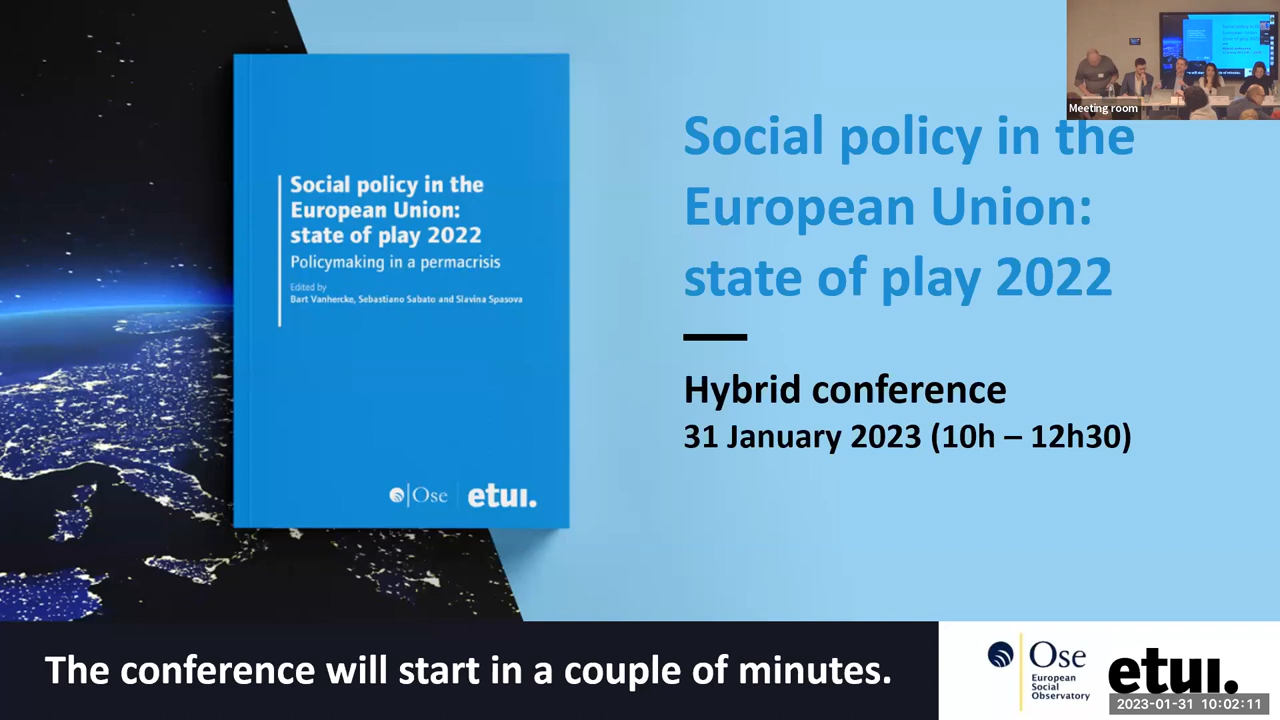 Social policy in the
European Union:
state of play 2022
Policymaking in a permacrisis
Edited by
Bart Vanhercke, Sebastiano Sabato and Slavina Spasova
Ose
etui.
Meeting room
Social policy in the
European Union:
state of play 2022
Hybrid conference
31 January 2023 (10h – 12h30)
The conference will start in a couple of minutes.
Ose
European
Social
Observatory
etui.
2023-01-31 10:02:11